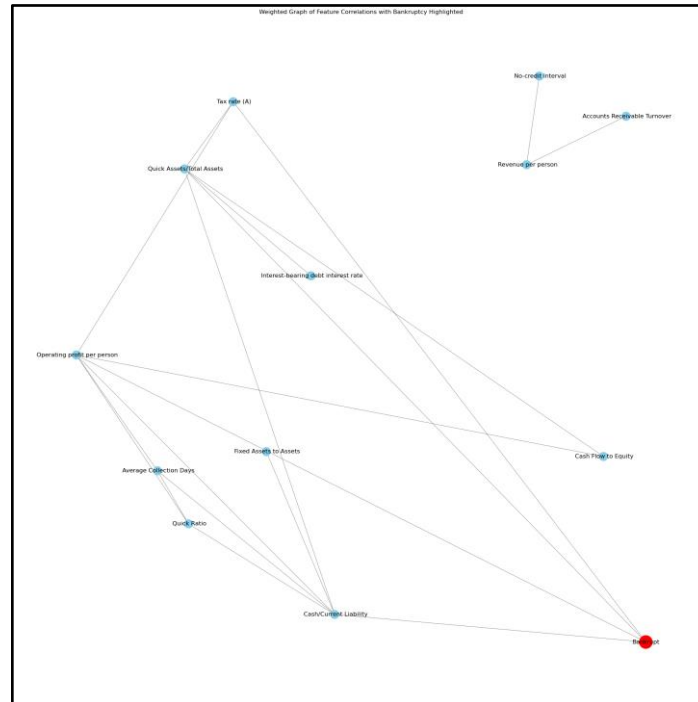 Weighted Graph of Feature Correlations with Bankruptcy Highlighted
No-credit Interval
Tax rate (A)
Accounts Receivable Turnover
Revenue per person
Quick Assets/Total Assets
Interest-bearing debt interest rate
Operating profit per person
Fixed Assets to Assets
Cash Flow to Equity
Average Collection Days
Quick Ratio
Cash/Current Liability
Bankrupt